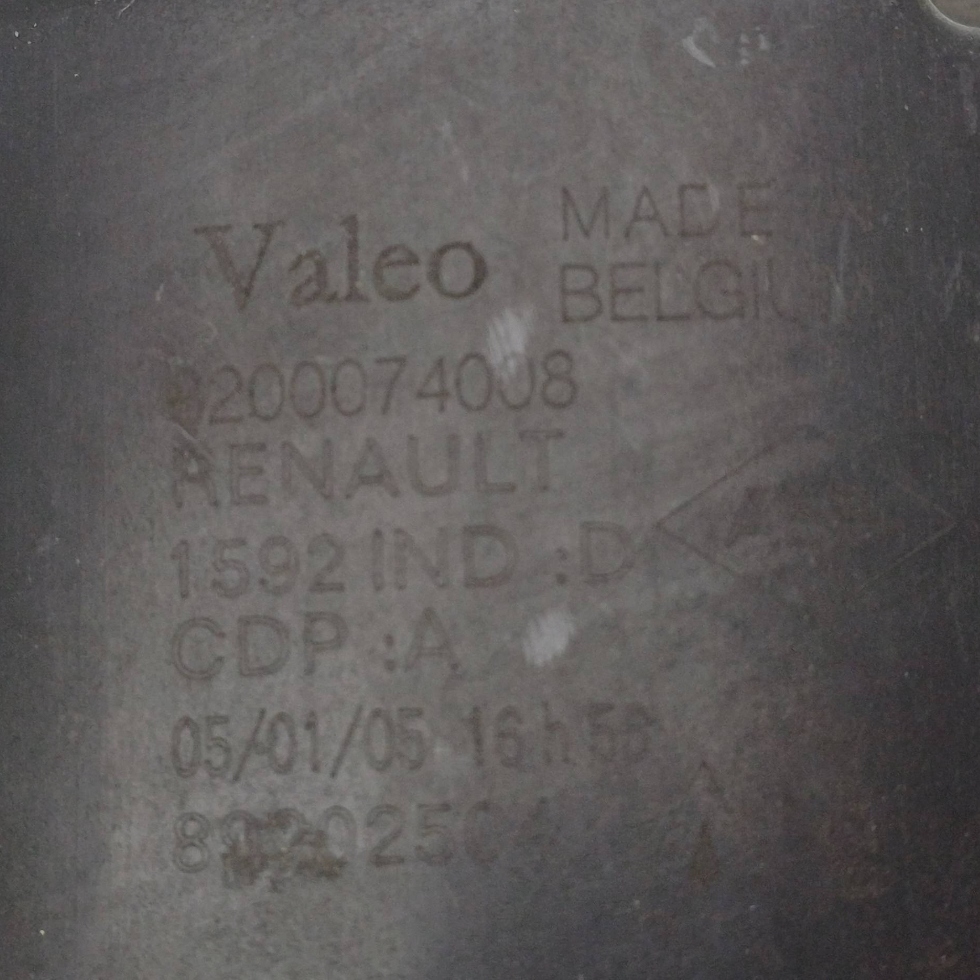 Valeo
MADE
BELGIUM
8200074008
RENAULT
1592 IND :D
CDP :A
05/01/05 16h56